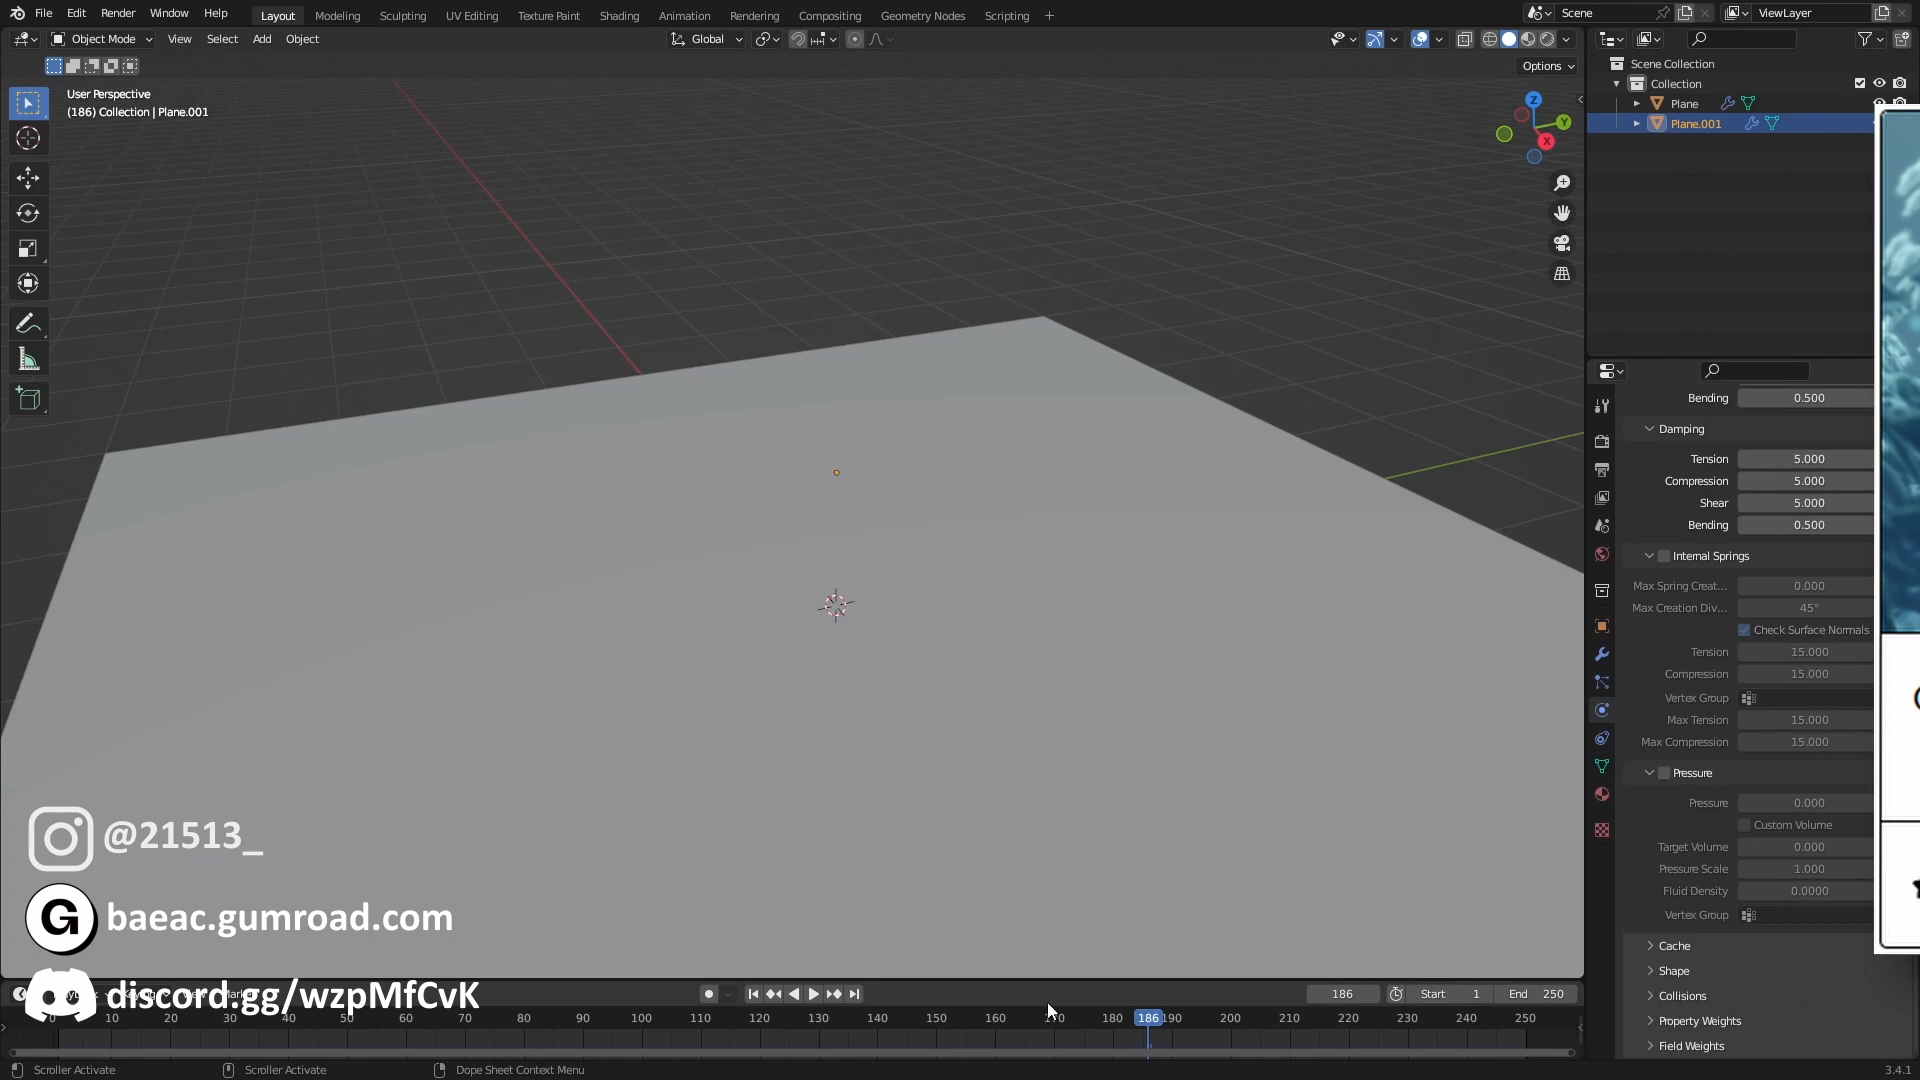 File Edit Render Window Help Layout Modeling Sculpting UV Editing Texture Paint Shading Animation Rendering Compositing Geometry Nodes Scripting + Scene ViewLayer
Object Mode View Select Add Object Global
Options
User Perspective
(186) Collection | Plane.001
Z
Y
X
Scene Collection
Collection
Plane
Plane.001
Bending 0.500
Damping
Tension 5.000
Compression 5.000
Shear 5.000
Bending 0.500
Internal Springs
Max Spring Creat... 0.000
Max Creation Div... 45°
Check Surface Normals
Tension 15.000
Compression 15.000
Vertex Group
Max Tension 15.000
Max Compression 15.000
Pressure
Pressure 0.000
Custom Volume
Target Volume 0.000
Pressure Scale 1.000
Fluid Density 0.0000
Vertex Group
Cache
Shape
Collisions
Property Weights
Field Weights
@21513_
G baeac.gumroad.com
discord.gg/wzpMfCvK
186 Start 1 End 250
0 10 20 30 40 50 60 70 80 90 100 110 120 130 140 150 160 170 180 186 190 200 210 220 230 240 250
Scroller Activate Scroller Activate Dope Sheet Context Menu 3.4.1